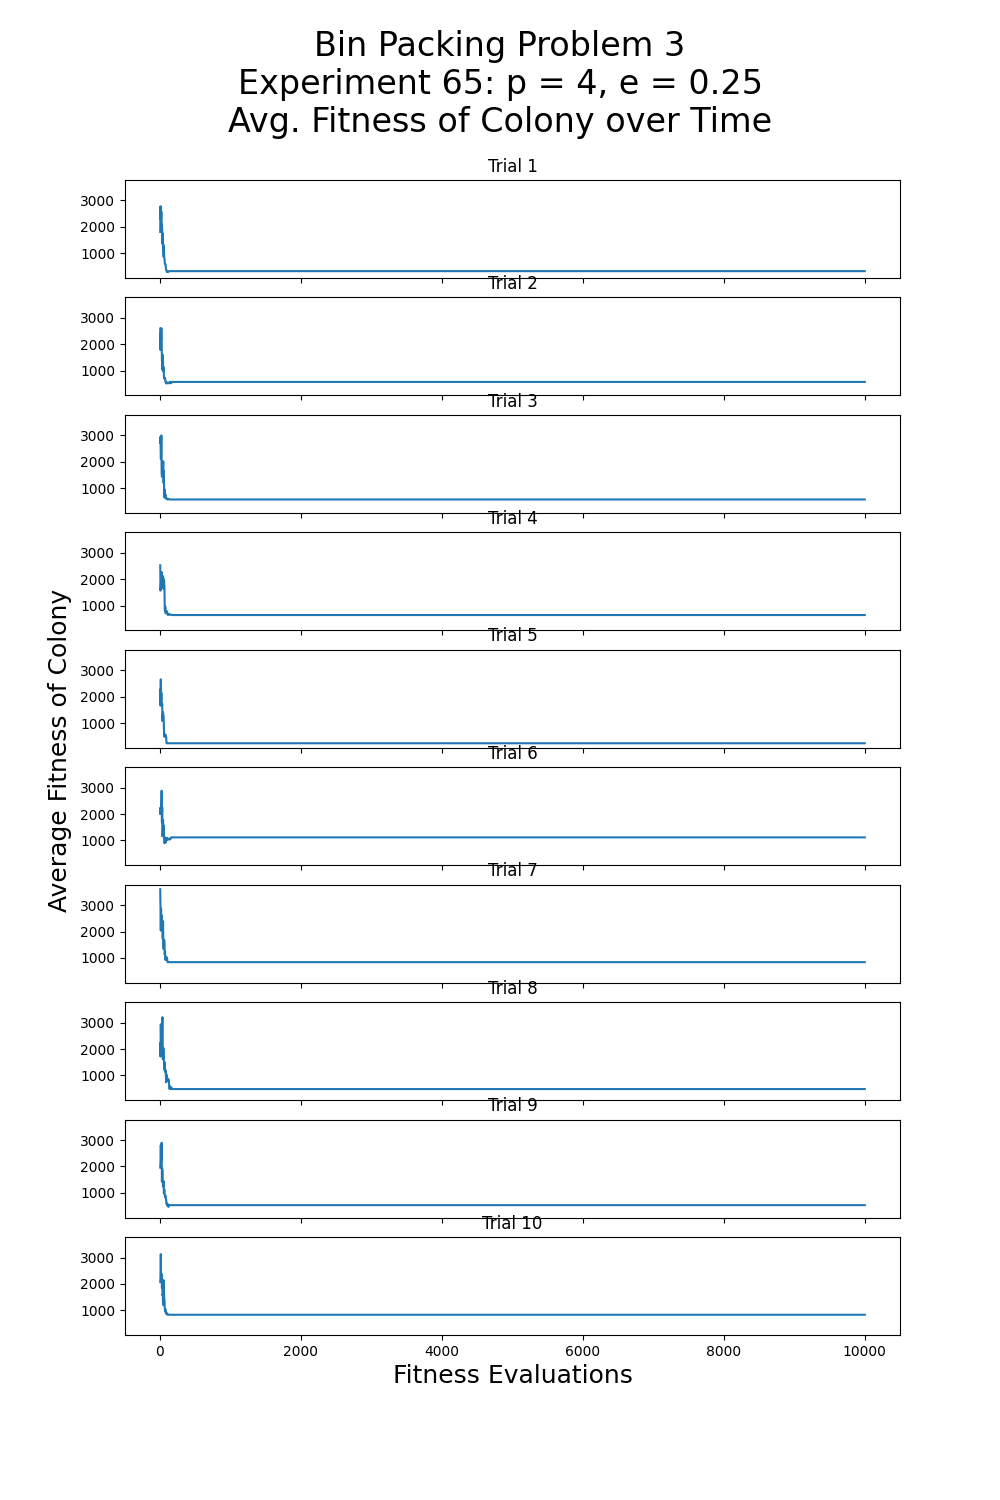 Bin Packing Problem 3
Experiment 65: p = 4, e = 0.25
Avg. Fitness of Colony over Time
Trial 1
3000
2000
1000
Trial 2
3000
2000
1000
Trial 3
3000
2000
1000
Trial 4
3000
2000
1000
Trial 5
3000
2000
1000
Trial 6
3000
2000
1000
Trial 7
3000
2000
1000
Trial 8
3000
2000
1000
Trial 9
3000
2000
1000
Trial 10
3000
2000
1000
0 2000 4000 6000 8000 10000
Fitness Evaluations
Average Fitness of Colony